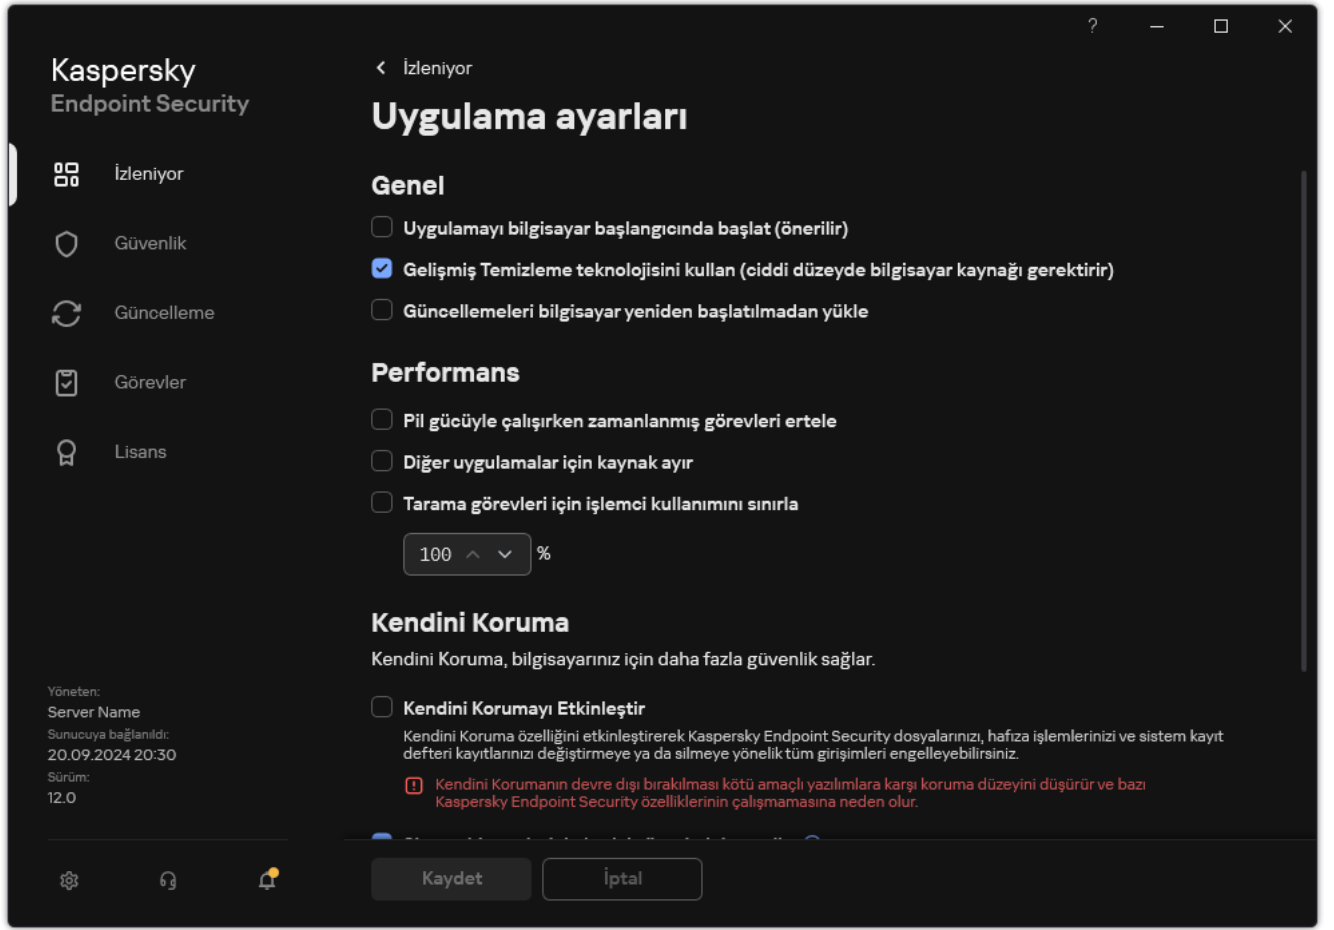 ?
Kaspersky
Endpoint Security
İzleniyor
Güvenlik
Güncelleme
Görevler
Lisans
Yöneten:
Server Name
Sunucuya bağlanıldı:
20.09.2024 20:30
Sürüm:
12.0
İzleniyor
Uygulama ayarları
Genel
Uygulamayı bilgisayar başlangıcında başlat (önerilir)
Gelişmiş Temizleme teknolojisini kullan (ciddi düzeyde bilgisayar kaynağı gerektirir)
Güncellemeleri bilgisayar yeniden başlatılmadan yükle
Performans
Pil gücüyle çalışırken zamanlanmış görevleri ertele
Diğer uygulamalar için kaynak ayır
Tarama görevleri için işlemci kullanımını sınırla
100 %
Kendini Koruma
Kendini Koruma, bilgisayarınız için daha fazla güvenlik sağlar.
Kendini Korumayı Etkinleştir
Kendini Koruma özelliğini etkinleştirerek Kaspersky Endpoint Security dosyalarınızı, hafıza işlemlerinizi ve sistem kayıt
defteri kayıtlarınızı değiştirmeye ya da silmeye yönelik tüm girişimleri engelleyebilirsiniz.
Kendini Korumanın devre dışı bırakılması kötü amaçlı yazılımlara karşı koruma düzeyini düşürür ve bazı
Kaspersky Endpoint Security özelliklerinin çalışmamasına neden olur.
Kaydet
İptal